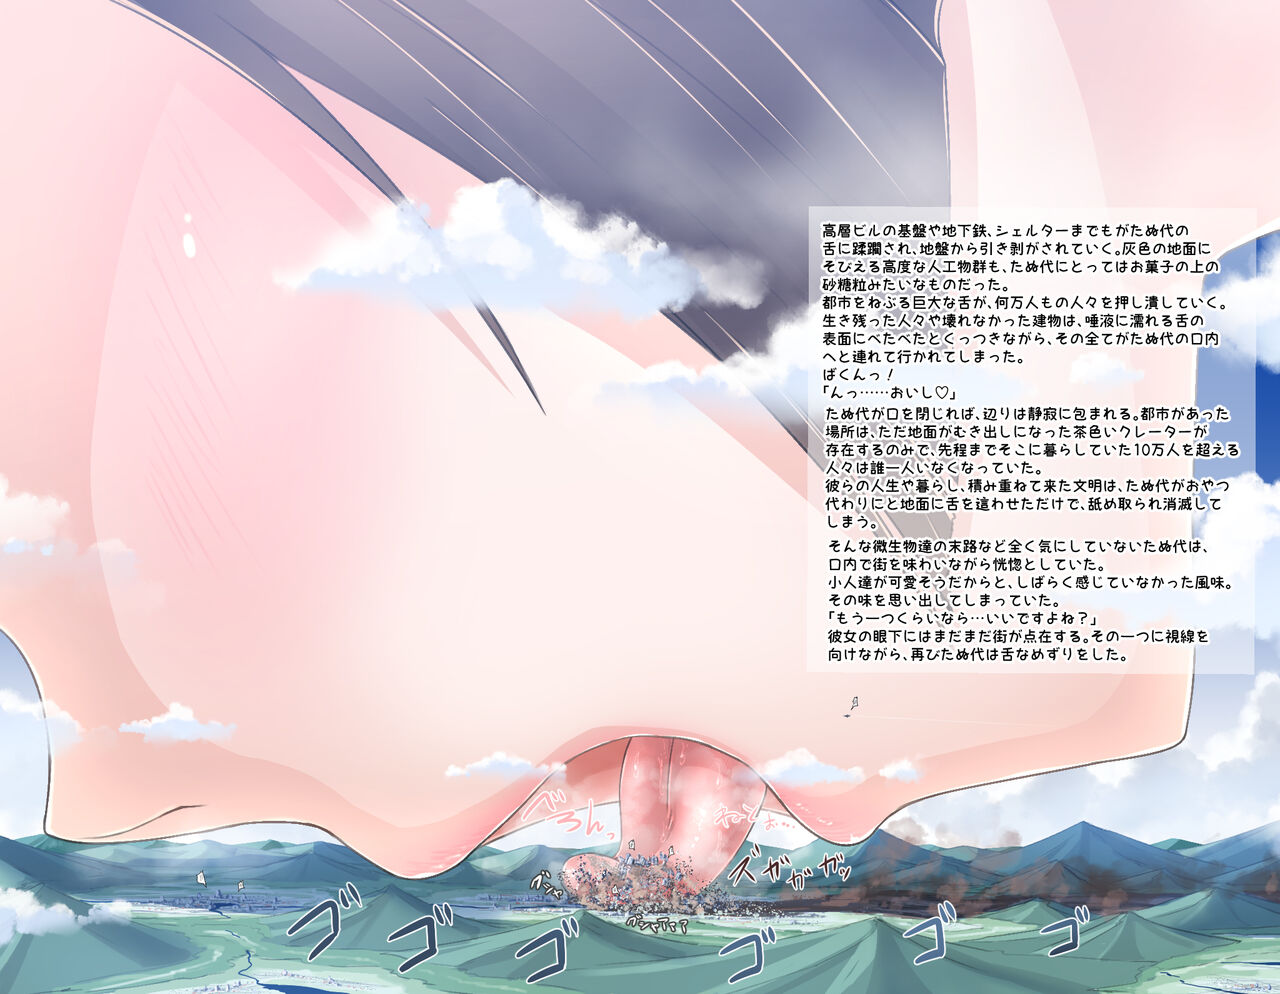 高層ビルの基盤や地下鉄、シェルターまでもがたぬ代の
舌に蹂躙され、地盤から引き剥がされていく。灰色の地面に
そびえる高度な人工物群も、たぬ代にとってはお菓子の上の
砂糖粒みたいなものだった。
都市をねぶる巨大な舌が、何万人もの人々を押し潰していく。
生き残った人々や壊れなかった建物は、唾液に濡れる舌の
表面にべたべたとくっつきながら、その全てがたぬ代の口内
へと連れて行かれてしまった。
ばくんっ！
「んっ……おいし♡」
たぬ代が口を閉じれば、辺りは静寂に包まれる。都市があった
場所は、ただ地面がむき出しになった茶色いクレーターが
存在するのみで、先程までそこに暮らしていた10万人を超える
人々は誰一人いなくなっていた。
彼らの人生や暮らし、積み重ねて来た文明は、たぬ代がおやつ
代わりにと地面に舌を這わせただけで、舐め取られ消滅して
しまう。
そんな微生物達の末路など全く気にしていないたぬ代は、
口内で街を味わいながら恍惚としていた。
小人達が可愛そうだからと、しばらく感じていなかった風味。
その味を思い出してしまっていた。
「もう一つくらいなら…いいですよね？」
彼女の眼下にはまだまだ街が点在する。その一つに視線を
向けながら、再びたぬ代は舌なめずりをした。
べろんっ
ねーとぉ…
ズガガガッ
グシャ
グシャアァァ
ゴゴゴゴゴゴ